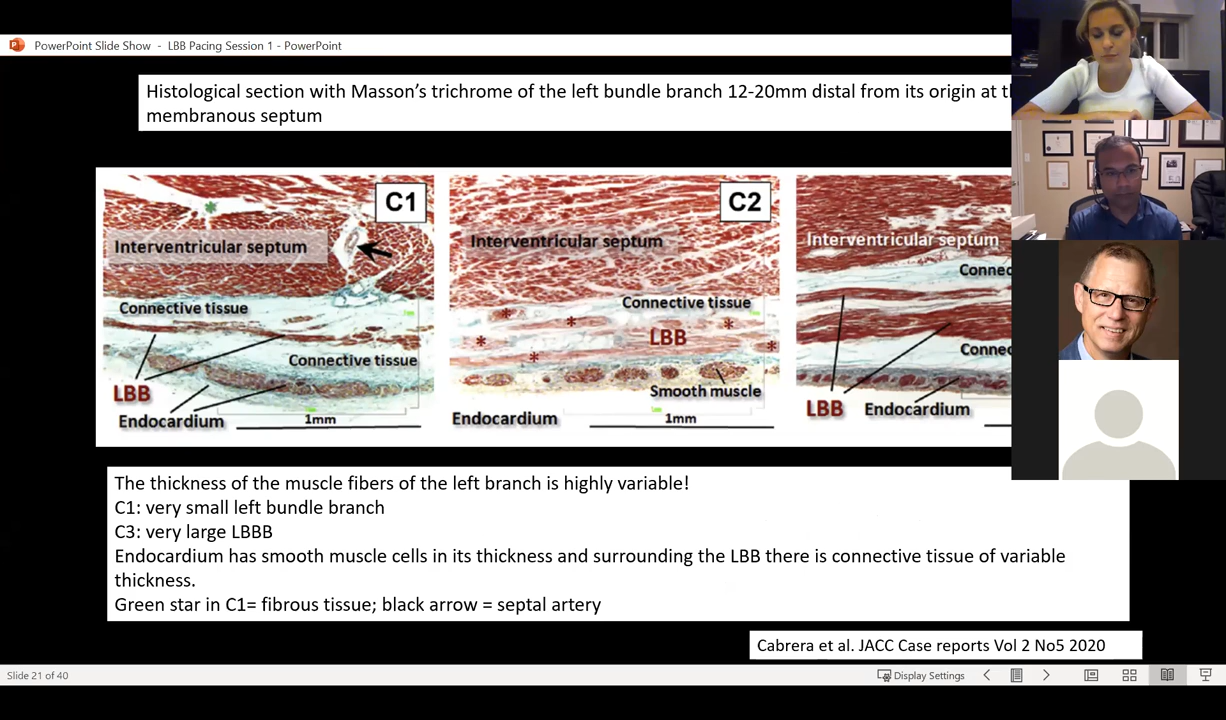 PowerPoint Slide Show - LBB Pacing Session 1 - PowerPoint
Histological section with Masson's trichrome of the left bundle branch 12-20mm distal from its origin at
membranous septum
C1
Interventricular septum
Connective tissue
Connective tissue
LBB
Endocardium
1mm
C2
Interventricular septum
Connective tissue
LBB
Smooth muscle
Endocardium
1mm
Interventricular septum
LBB
Endocardium
The thickness of the muscle fibers of the left branch is highly variable!
C1: very small left bundle branch
C3: very large LBBB
Endocardium has smooth muscle cells in its thickness and surrounding the LBB there is connective tissue of variable
thickness.
Green star in C1= fibrous tissue; black arrow = septal artery
Cabrera et al. JACC Case reports Vol 2 No5 2020
Slide 21 of 40
Display Settings